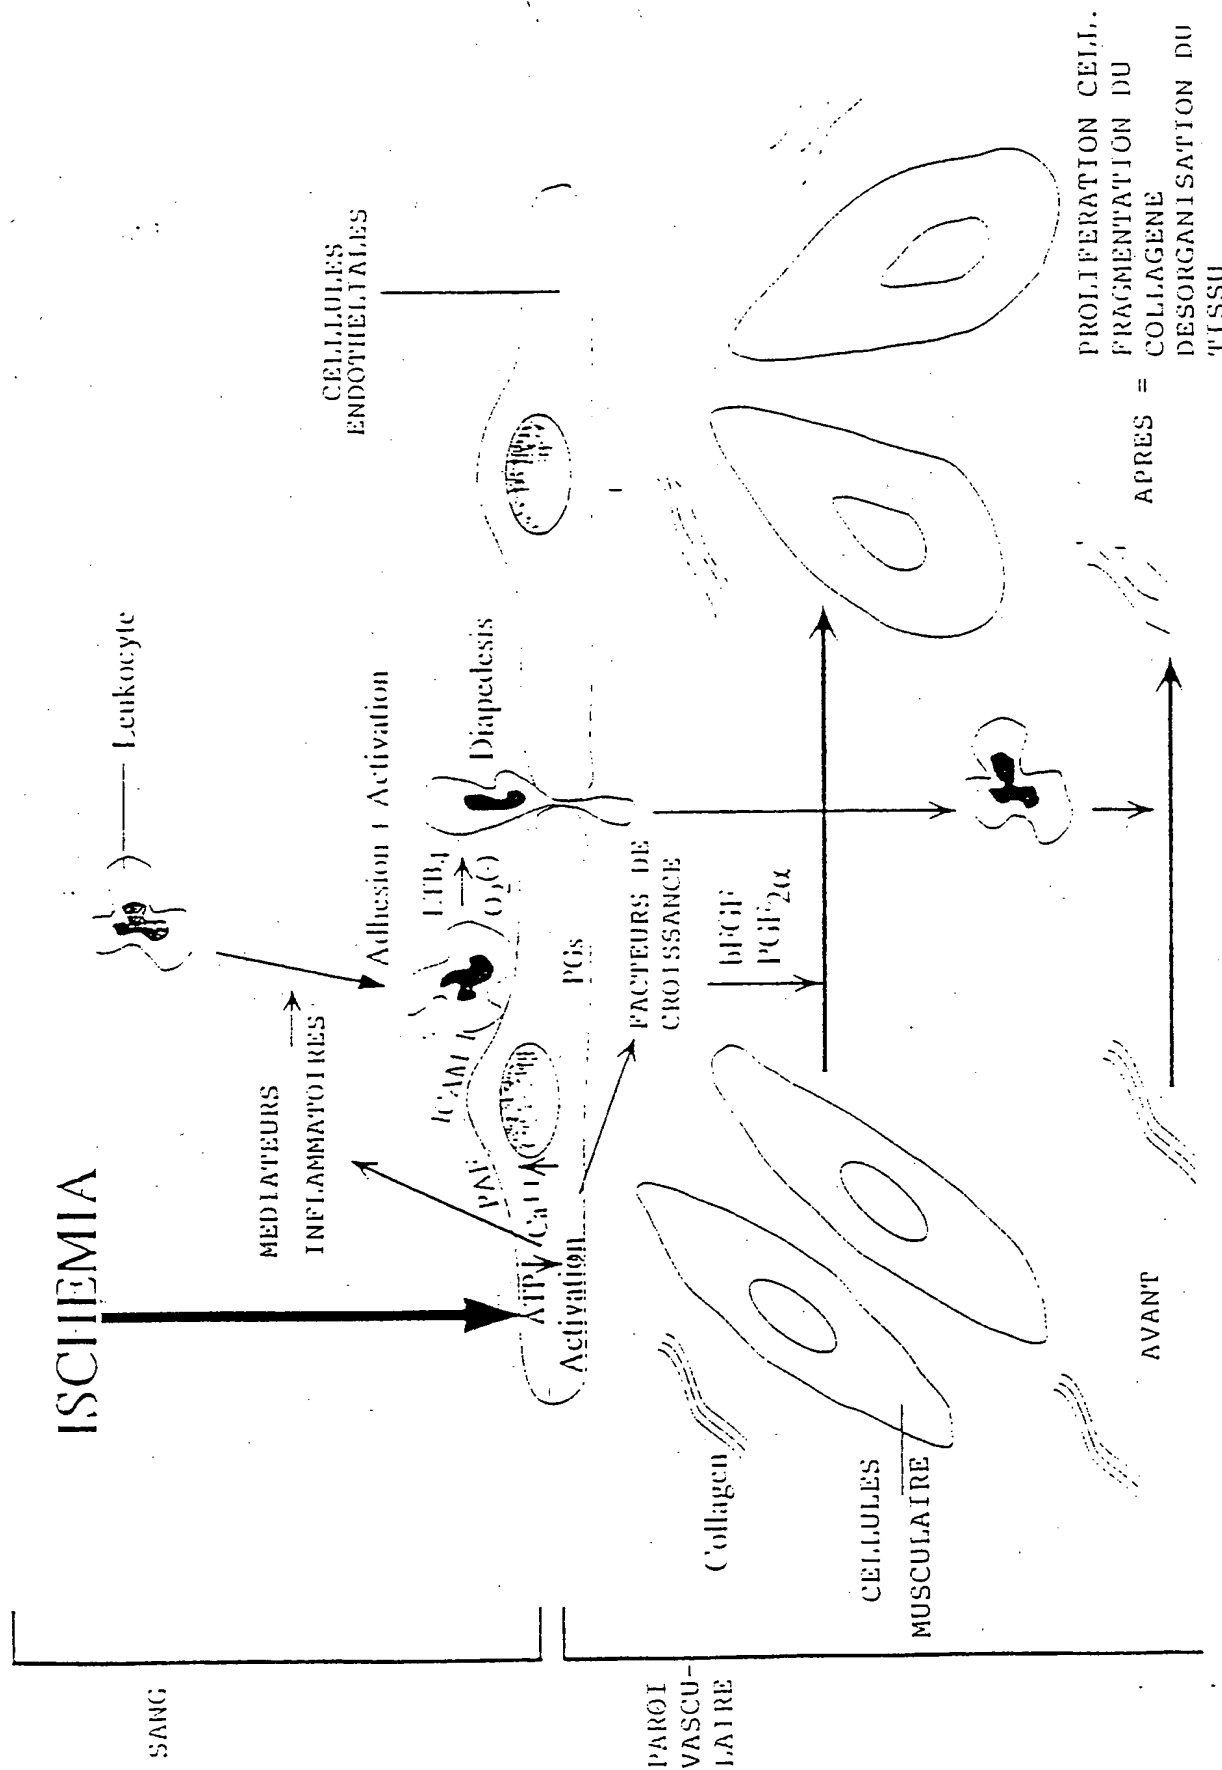 ISCHEMIA
SANG
Leukocyte
MEDIATEURS
INFLAMMATOIRES
Adhesion + Activation
CELLULES
ENDOTHELIALES
LTB4
O2(-)
Diapedesis
PAF
ICAM 1
ATP
Ca++
Activation
PGs
PAROI
VASCU-
LAIRE
FACTEURS DE
CROISSANCE
bFGF
PGF2α
Collagen
CELLULES
MUSCULAIRE
AVANT
APRES =
PROLIFERATION CELL.
FRAGMENTATION DU
COLLAGENE
DESORGANISATION DU
TISSU